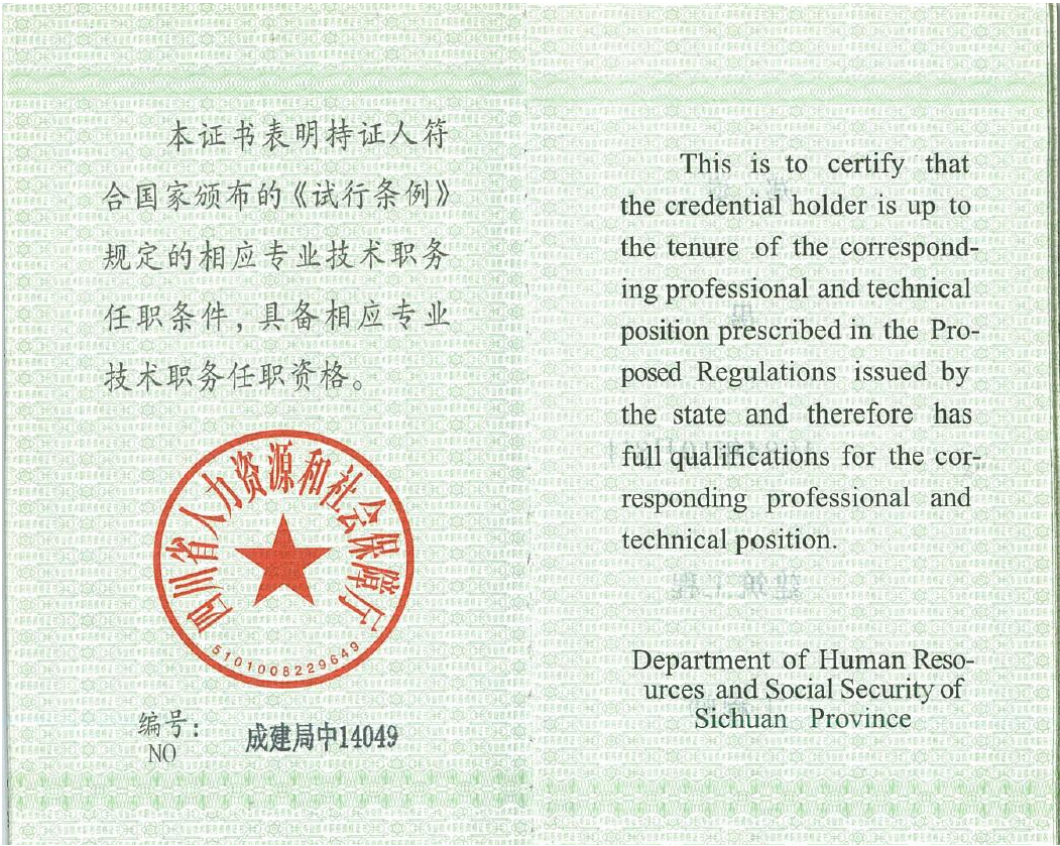 本证书表明持证人符
合国家颁布的《试行条例》
规定的相应专业技术职务
任职条件，具备相应专业
技术职务任职资格。
四川省人力资源和社会保障厅
5101008229649
编号：
NO
成建局中14049
This is to certify that
the credential holder is up to
the tenure of the correspond-
ing professional and technical
position prescribed in the Pro-
posed Regulations issued by
the state and therefore has
full qualifications for the cor-
responding professional and
technical position.
Department of Human Reso-
urces and Social Security of
Sichuan Province